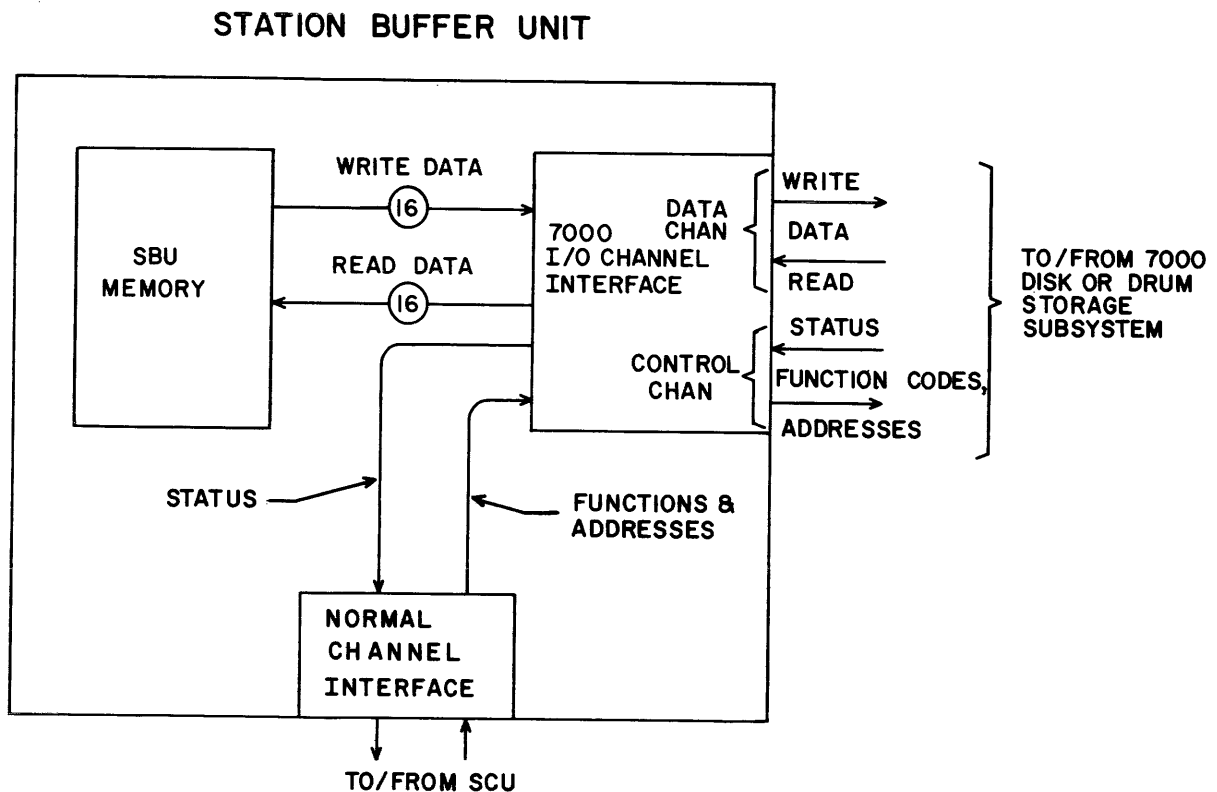 STATION BUFFER UNIT
SBU
MEMORY
WRITE DATA
16
READ DATA
16
7000
I/O CHANNEL
INTERFACE
DATA
CHAN
CONTROL
CHAN
WRITE
DATA
READ
STATUS
FUNCTION CODES,
ADDRESSES
TO/FROM 7000
DISK OR DRUM
STORAGE
SUBSYSTEM
STATUS
FUNCTIONS &
ADDRESSES
NORMAL
CHANNEL
INTERFACE
TO/FROM SCU